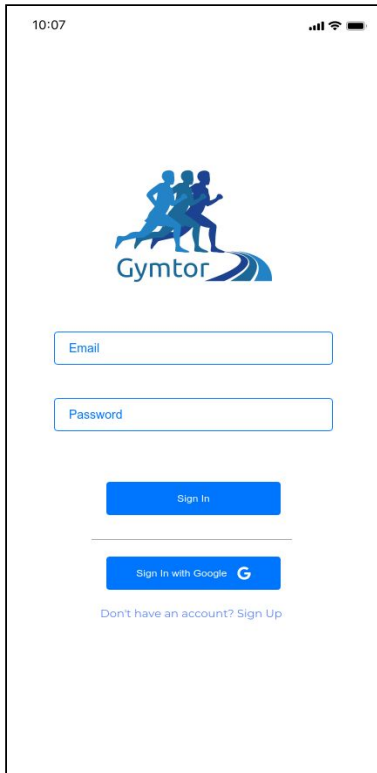 10:07
Gymtor
Email
Password
Sign In
Sign In with Google G
Don't have an account? Sign Up